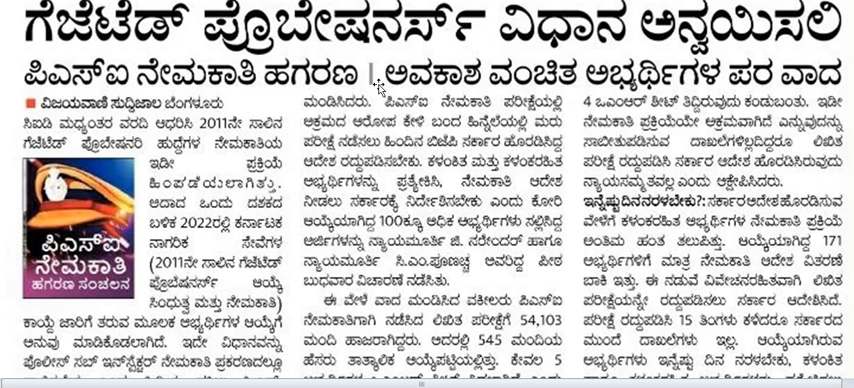 ಗೆಜೆಟೆಡ್ ಪ್ರೊಬೇಷನರ್ಸ್ ವಿಧಾನ ಅನ್ವಯಿಸಲಿ
ಪಿಎಸ್‌ಐ ನೇಮಕಾತಿ ಹಗರಣ | ಅವಕಾಶ ವಂಚಿತ ಅಭ್ಯರ್ಥಿಗಳ ಪರ ವಾದ
ವಿಜಯವಾಣಿ ಸುದ್ದಿಜಾಲ ಬೆಂಗಳೂರು
ಸಿಐಡಿ ಮಧ್ಯಂತರ ವರದಿ ಆಧರಿಸಿ 2011ನೇ ಸಾಲಿನ
ಗೆಜೆಟೆಡ್ ಪ್ರೊಬೇಷನರಿ ಹುದ್ದೆಗಳ ನೇಮಕಾತಿಯ
ಇಡೀ ಪ್ರಕ್ರಿಯೆ
ಹಿಂಪಡೆಯಲಾಗಿತ್ತು.
ಆದಾದ ಒಂದು ದಶಕದ
ಬಳಿಕ 2022ರಲ್ಲಿ ಕರ್ನಾಟಕ
ನಾಗರಿಕ ಸೇವೆಗಳ
(2011ನೇ ಸಾಲಿನ ಗೆಜೆಟೆಡ್
ಪ್ರೊಬೆಷನರ್ಸ್ ಆಯ್ಕೆ
ಸಿಂಧುತ್ವ ಮತ್ತು ನೇಮಕಾತಿ)
ಪಿಎಸ್‌ಐ
ನೇಮಕಾತಿ
ಹಗರಣ ಸಂಚಲನ
ಕಾಯ್ದೆ ಜಾರಿಗೆ ತರುವ ಮೂಲಕ ಅಭ್ಯರ್ಥಿಗಳ ಆಯ್ಕೆಗೆ
ಅನುವು ಮಾಡಿಕೊಡಲಾಗಿದೆ. ಇದೇ ವಿಧಾನವನ್ನು
ಪೊಲೀಸ್ ಸಬ್ ಇನ್‌ಸ್ಪೆಕ್ಟರ್ ನೇಮಕಾತಿ ಪ್ರಕರಣದಲ್ಲೂ
ಮಂಡಿಸಿದರು. ಪಿಎಸ್‌ಐ ನೇಮಕಾತಿ ಪರೀಕ್ಷೆಯಲ್ಲಿ
ಅಕ್ರಮದ ಆರೋಪ ಕೇಳಿ ಬಂದ ಹಿನ್ನೆಲೆಯಲ್ಲಿ ಮರು
ಪರೀಕ್ಷೆ ನಡೆಸಲು ಹಿಂದಿನ ಬಿಜೆಪಿ ಸರ್ಕಾರ ಹೊರಡಿಸಿದ್ದ
ಆದೇಶ ರದ್ದುಪಡಿಸಬೇಕು. ಕಳಂಕಿತ ಮತ್ತು ಕಳಂಕರಹಿತ
ಅಭ್ಯರ್ಥಿಗಳನ್ನು ಪ್ರತ್ಯೇಕಿಸಿ, ನೇಮಕಾತಿ ಆದೇಶ
ನೀಡಲು ಸರ್ಕಾರಕ್ಕೆ ನಿರ್ದೇಶಿಸಬೇಕು ಎಂದು ಕೋರಿ
ಆಯ್ಕೆಯಾಗಿದ್ದ 100ಕ್ಕೂ ಅಧಿಕ ಅಭ್ಯರ್ಥಿಗಳು ಸಲ್ಲಿಸಿದ್ದ
ಅರ್ಜಿಗಳನ್ನು ನ್ಯಾಯಮೂರ್ತಿ ಜಿ. ನರೇಂದರ್ ಹಾಗೂ
ನ್ಯಾಯಮೂರ್ತಿ ಸಿ.ಎಂ.ಪೂಣಚ್ಚ ಅವರಿದ್ದ ಪೀಠ
ಬುಧವಾರ ವಿಚಾರಣೆ ನಡೆಸಿತು.
ಈ ವೇಳೆ ವಾದ ಮಂಡಿಸಿದ ವಕೀಲರು ಪಿಎಸ್‌ಐ
ನೇಮಕಾತಿಗಾಗಿ ನಡೆಸಿದ ಲಿಖಿತ ಪರೀಕ್ಷೆಗೆ 54,103
ಮಂದಿ ಹಾಜರಾಗಿದ್ದರು. ಆದರಲ್ಲಿ 545 ಮಂದಿಯ
ಹೆಸರು ತಾತ್ಕಾಲಿಕ ಆಯ್ಕೆಪಟ್ಟಿಯಲ್ಲಿತ್ತು. ಕೇವಲ 5
4 ಒಎಂಆರ್ ಶೀಟ್ ತಿದ್ದಿರುವುದು ಕಂಡುಬಂತು. ಇಡೀ
ನೇಮಕಾತಿ ಪ್ರಕ್ರಿಯೆಯೇ ಅಕ್ರಮವಾಗಿದೆ ಎನ್ನುವುದನ್ನು
ಸಾಬೀತುಪಡಿಸುವ ದಾಖಲೆಗಳಿಲ್ಲದಿದ್ದರೂ ಲಿಖಿತ
ಪರೀಕ್ಷೆ ರದ್ದುಪಡಿಸಿ ಸರ್ಕಾರ ಆದೇಶ ಹೊರಡಿಸಿರುವುದು
ನ್ಯಾಯಸಮ್ಮತವಲ್ಲ ಎಂದು ಆಕ್ಷೇಪಿಸಿದರು.
ಇನ್ನೆಷ್ಟು ದಿನ ನರಳಬೇಕು?: ಸರ್ಕಾರ ಆದೇಶ ಹೊರಡಿಸುವ
ವೇಳೆಗೆ ಕಳಂಕರಹಿತ ಅಭ್ಯರ್ಥಿಗಳ ನೇಮಕಾತಿ ಪ್ರಕ್ರಿಯೆ
ಅಂತಿಮ ಹಂತ ತಲುಪಿತ್ತು. ಆಯ್ಕೆಯಾಗಿದ್ದ 171
ಅಭ್ಯರ್ಥಿಗಳಿಗೆ ಮಾತ್ರ ನೇಮಕಾತಿ ಆದೇಶ ವಿತರಣೆ
ಬಾಕಿ ಇತ್ತು. ಈ ನಡುವೆ ವಿವೇಚನರಹಿತವಾಗಿ ಲಿಖಿತ
ಪರೀಕ್ಷೆಯನ್ನೇ ರದ್ದುಪಡಿಸಲು ಸರ್ಕಾರ ಆದೇಶಿಸಿದೆ.
ಪರೀಕ್ಷೆ ರದ್ದುಪಡಿಸಿ 15 ತಿಂಗಳು ಕಳೆದರೂ ಸರ್ಕಾರದ
ಮುಂದೆ ದಾಖಲೆಗಳು ಇಲ್ಲ. ಆಯ್ಕೆಯಾಗಿರುವ
ಅಭ್ಯರ್ಥಿಗಳು ಇನ್ನೆಷ್ಟು ದಿನ ನರಳಬೇಕು, ಕಳಂಕಿತ